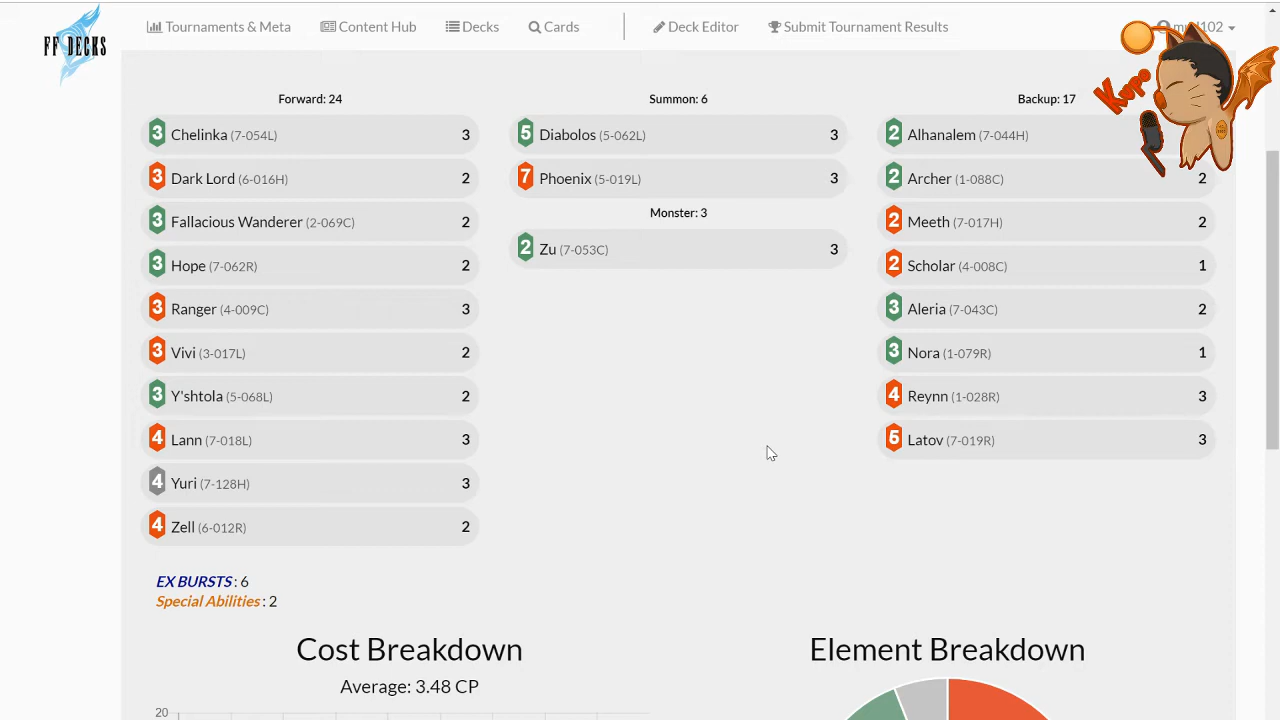 FF DECKS
Tournaments & Meta
Content Hub
Decks
Cards
Deck Editor
Submit Tournament Results
Kupo
Forward: 24
3 Chelinka (7-054L) 3
3 Dark Lord (6-016H) 2
3 Fallacious Wanderer (2-069C) 2
3 Hope (7-062R) 2
3 Ranger (4-009C) 3
3 Vivi (3-017L) 2
3 Y'shtola (5-068L) 2
4 Lann (7-018L) 3
4 Yuri (7-128H) 3
4 Zell (6-012R) 2
Summon: 6
5 Diabolos (5-062L) 3
7 Phoenix (5-019L) 3
Monster: 3
2 Zu (7-053C) 3
Backup: 17
2 Alhanalem (7-044H)
2 Archer (1-088C) 2
2 Meeth (7-017H) 2
2 Scholar (4-008C) 1
3 Aleria (7-043C) 2
3 Nora (1-079R) 1
4 Reynn (1-028R) 3
Latov (7-019R) 3
EX BURSTS : 6
Special Abilities : 2
Cost Breakdown
Average: 3.48 CP
20
Element Breakdown